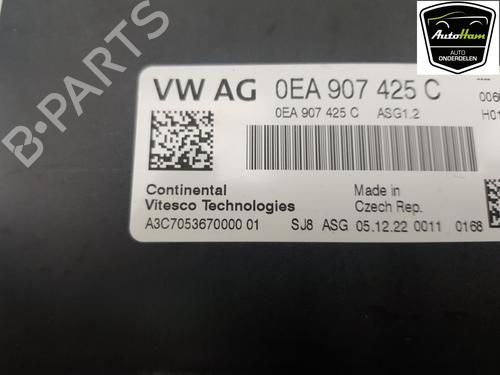 AutoHam
AUTO
ONDERDELEN
VW AG 0EA 907 425 C
0EA 907 425 C ASG1.2
H01
Continental
Vitesco Technologies
Made in
Czech Rep.
A3C7053670000 01 SJ8 ASG 05.12.22 0011 0168
B-PARTS